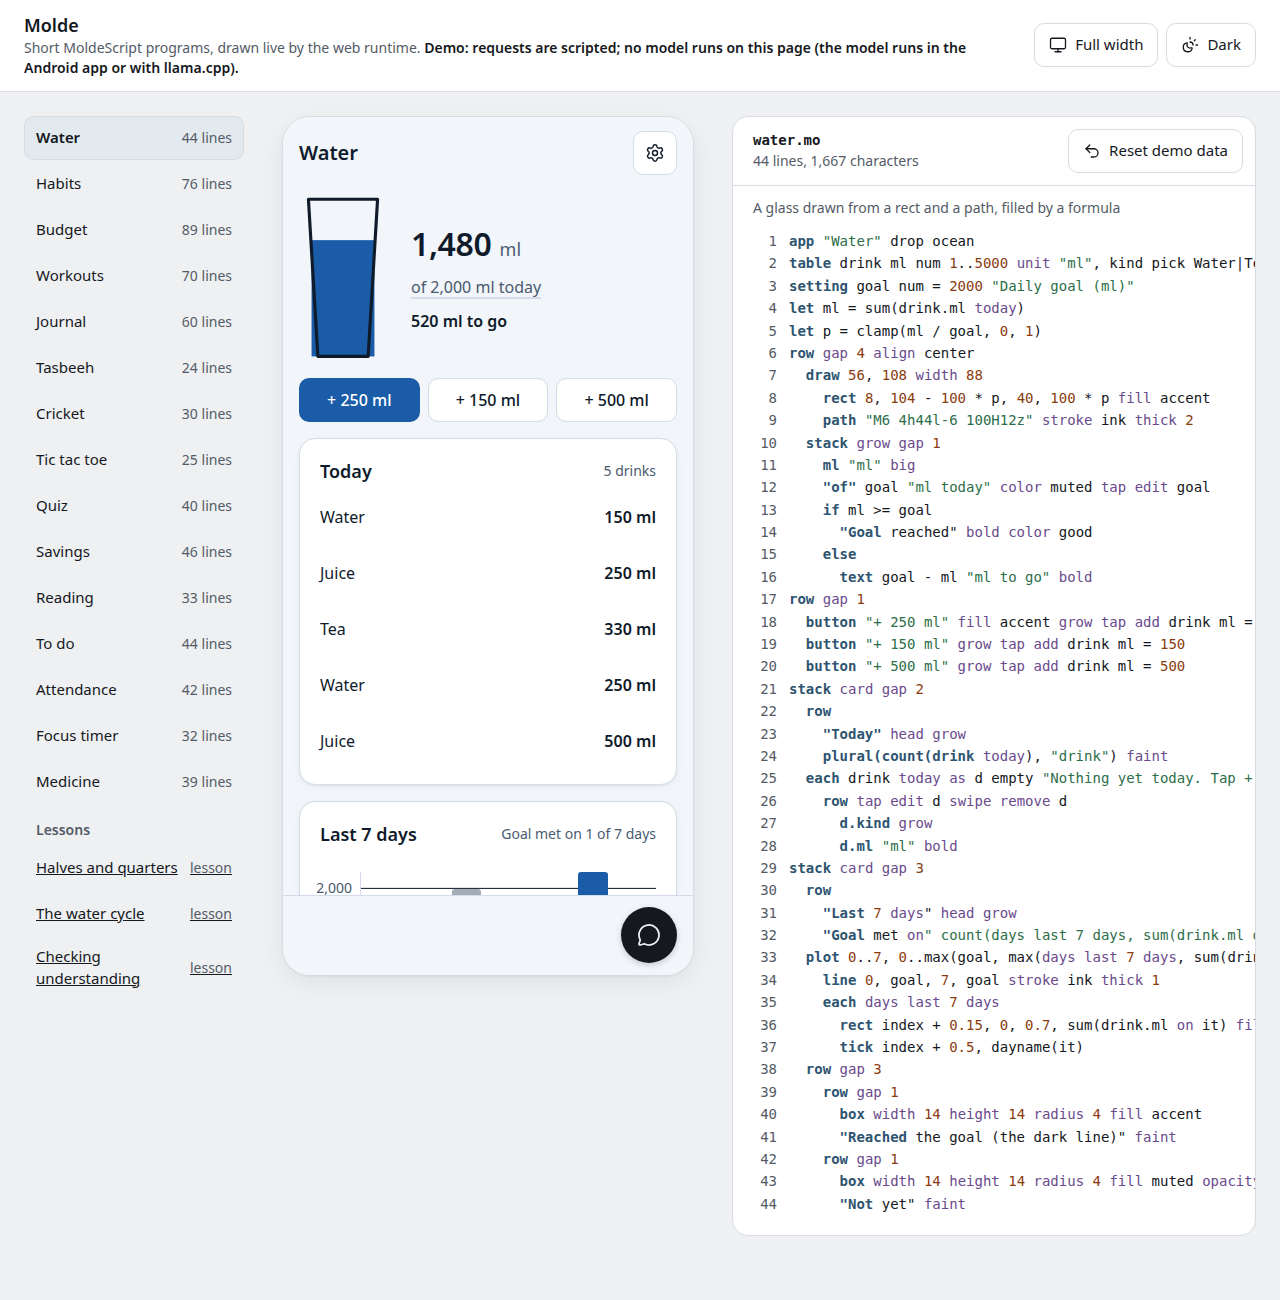 Molde
Short MoldeScript programs, drawn live by the web runtime. Demo: requests are scripted; no model runs on this page (the model runs in the
Android app or with llama.cpp).
Full width
Dark
Water 44 lines
Habits 76 lines
Budget 89 lines
Workouts 70 lines
Journal 60 lines
Tasbeeh 24 lines
Cricket 30 lines
Tic tac toe 25 lines
Quiz 40 lines
Savings 46 lines
Reading 33 lines
To do 44 lines
Attendance 42 lines
Focus timer 32 lines
Medicine 39 lines
Lessons
Halves and quarters lesson
The water cycle lesson
Checking
understanding lesson
Water
1,480 ml
of 2,000 ml today
520 ml to go
+ 250 ml
+ 150 ml
+ 500 ml
Today 5 drinks
Water 150 ml
Juice 250 ml
Tea 330 ml
Water 250 ml
Juice 500 ml
Last 7 days Goal met on 1 of 7 days
2,000
water.mo
44 lines, 1,667 characters
Reset demo data
A glass drawn from a rect and a path, filled by a formula
1 app "Water" drop ocean
2 table drink ml num 1..5000 unit "ml", kind pick Water|
3 setting goal num = 2000 "Daily goal (ml)"
4 let ml = sum(drink.ml today)
5 let p = clamp(ml / goal, 0, 1)
6 row gap 4 align center
7 draw 56, 108 width 88
8 rect 8, 104 - 100 * p, 40, 100 * p fill accent
9 path "M6 4h44l-6 100H12z" stroke ink thick 2
10 stack grow gap 1
11 ml "ml" big
12 "of" goal "ml today" color muted tap edit goal
13 if ml >= goal
14 "Goal reached" bold color good
15 else
16 text goal - ml "ml to go" bold
17 row gap 1
18 button "+ 250 ml" fill accent grow tap add drink ml =
19 button "+ 150 ml" grow tap add drink ml = 150
20 button "+ 500 ml" grow tap add drink ml = 500
21 stack card gap 2
22 row
23 "Today" head grow
24 plural(count(drink today), "drink") faint
25 each drink today as d empty "Nothing yet today. Tap +
26 row tap edit d swipe remove d
27 d.kind grow
28 d.ml "ml" bold
29 stack card gap 3
30 row
31 "Last 7 days" head grow
32 "Goal met on" count(days last 7 days, sum(drink.ml
33 plot 0..7, 0..max(goal, max(days last 7 days,
34 line 0, goal, 7, goal stroke ink thick 1
35 each days last 7 days
36 rect index + 0.15, 0, 0.7, sum(drink.ml on it)
37 tick index + 0.5, dayname(it)
38 row gap 3
39 row gap 1
40 box width 14 height 14 radius 4 fill accent
41 "Reached the goal (the dark line)" faint
42 row gap 1
43 box width 14 height 14 radius 4 fill muted opacity
44 "Not yet" faint